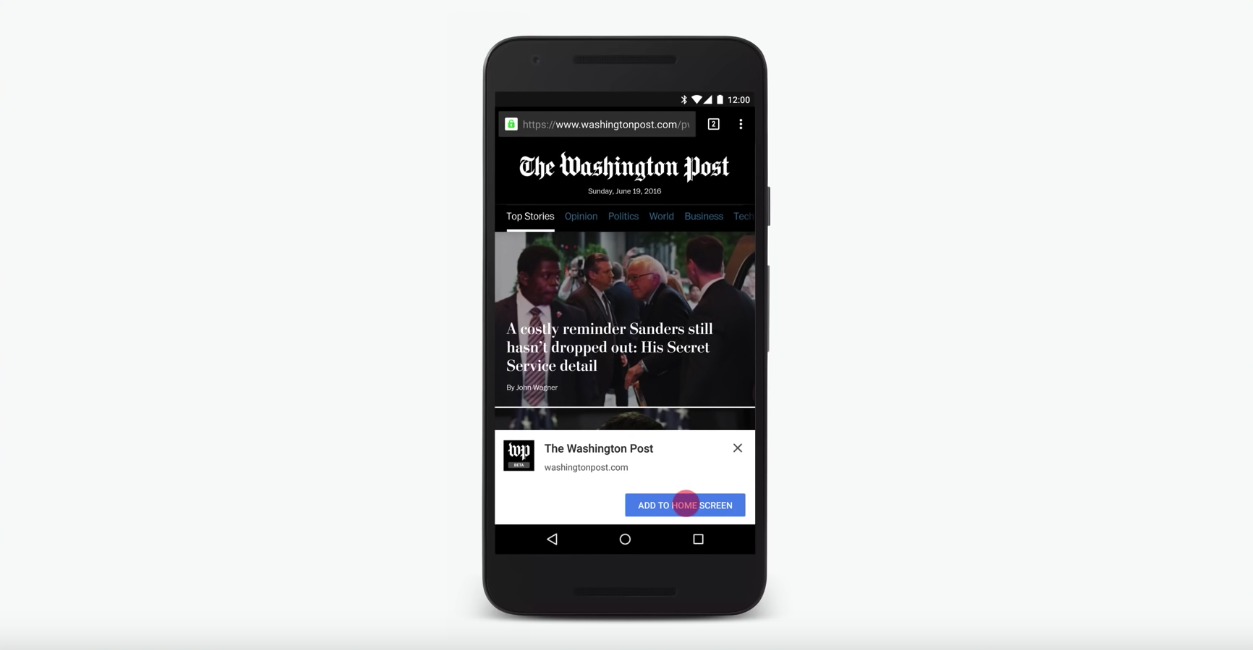 12:00
https://www.washingtonpost.com/p
2
The Washington Post
Sunday, June 19, 2016
Top Stories Opinion Politics World Business Tech
A costly reminder Sanders still
hasn't dropped out: His Secret
Service detail
By John Wagner
wp
BETA
The Washington Post
washingtonpost.com
ADD TO HOME SCREEN